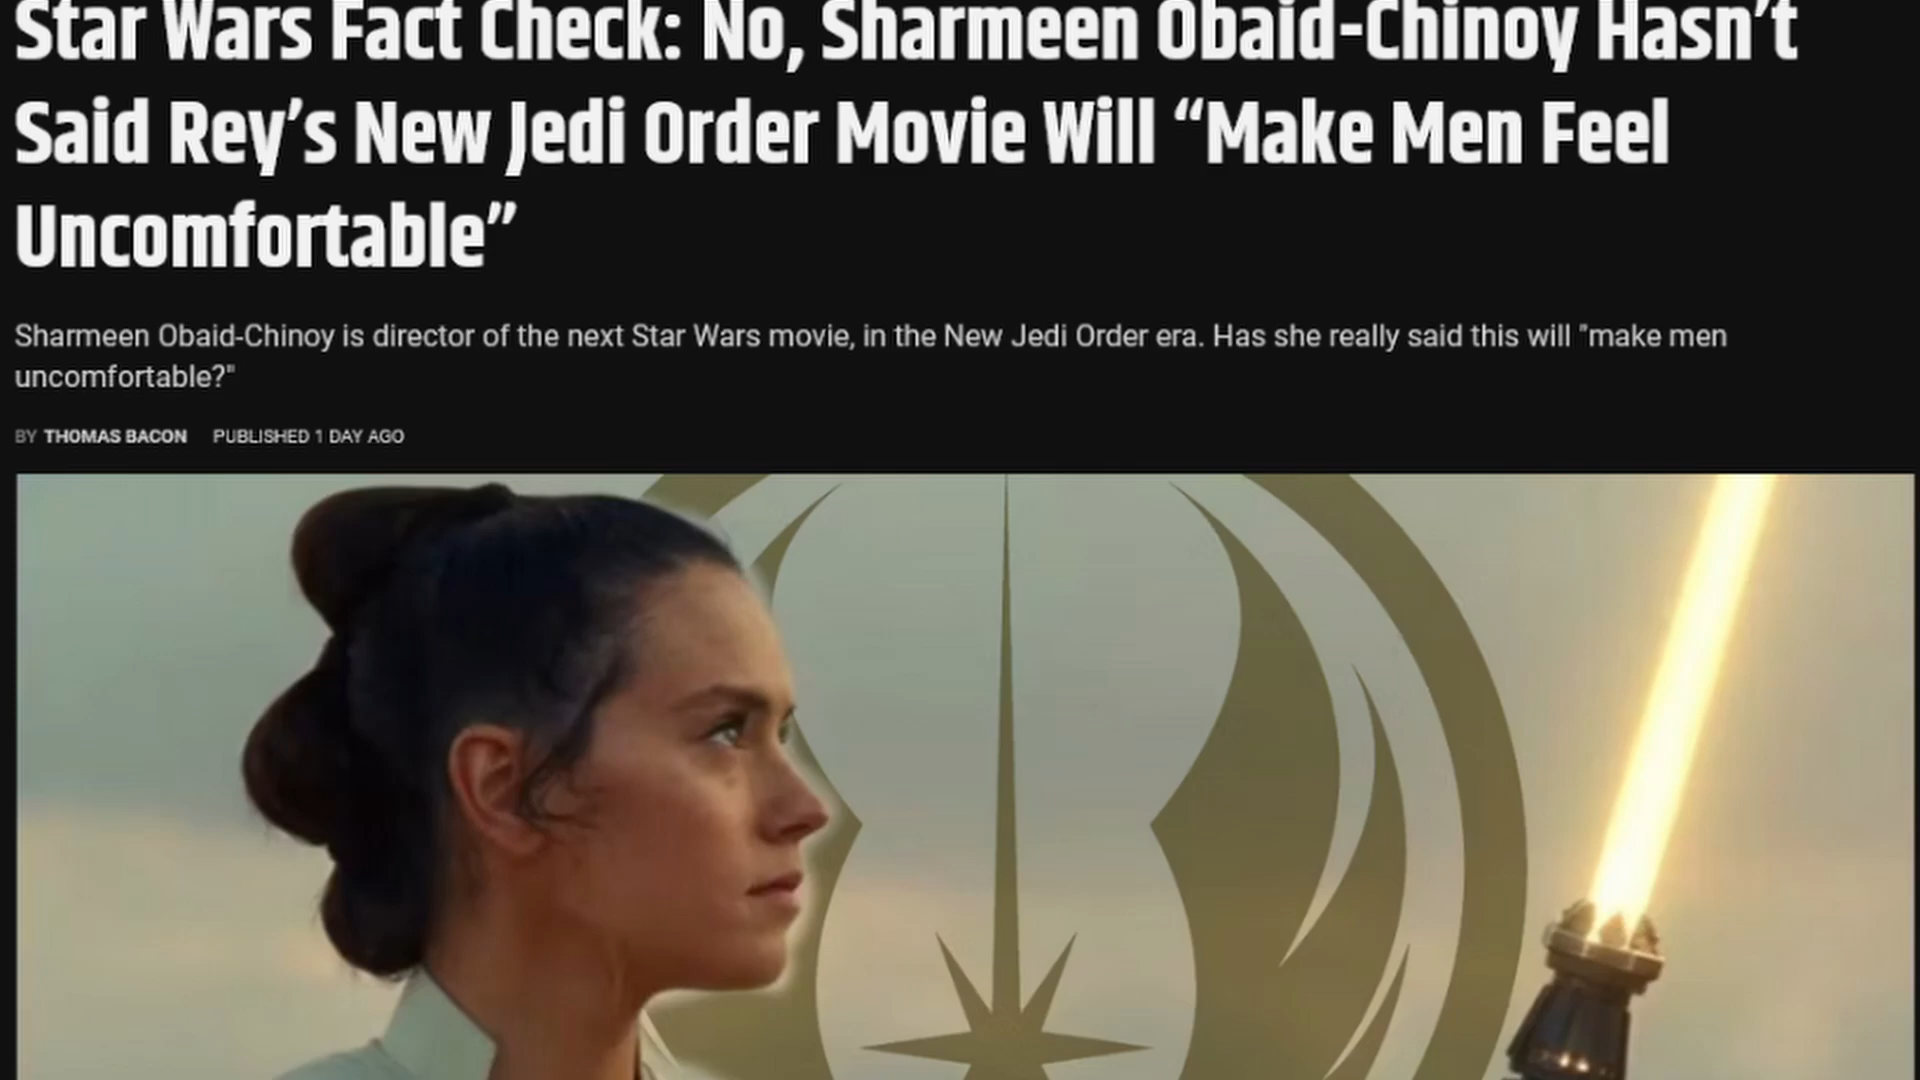 Star Wars Fact Check: No, Sharmeen Obaid-Chinoy Hasn’t
Said Rey’s New Jedi Order Movie Will “Make Men Feel
Uncomfortable”
Sharmeen Obaid-Chinoy is director of the next Star Wars movie, in the New Jedi Order era. Has she really said this will "make men
uncomfortable?"
BY THOMAS BACON PUBLISHED 1 DAY AGO